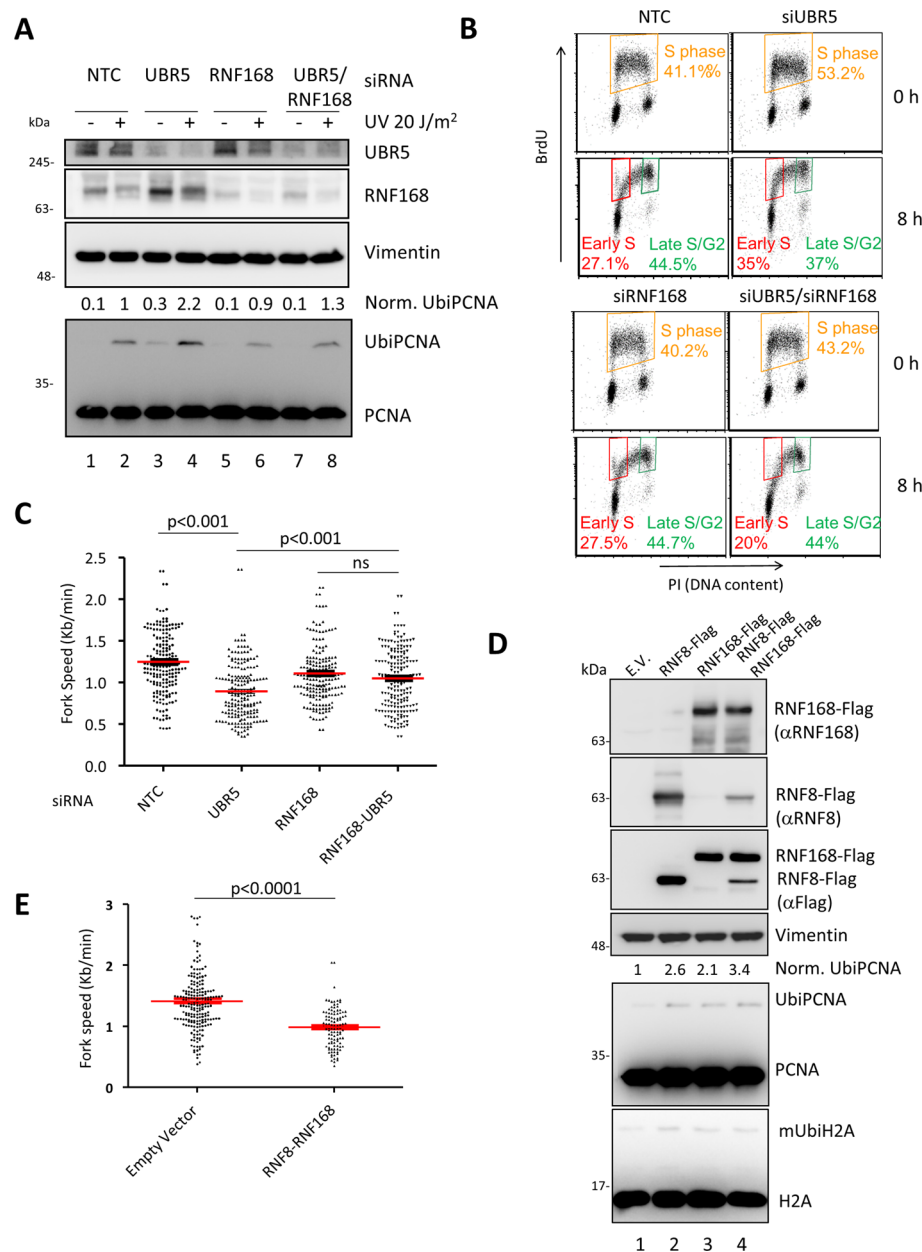 A
NTC UBR5 RNF168 UBR5/
RNF168
siRNA
- + - + - + - + UV 20 J/m2
kDa
245-
UBR5
63-
RNF168
48-
Vimentin
0.1 1 0.3 2.2 0.1 0.9 0.1 1.3 Norm. UbiPCNA
UbiPCNA
35-
PCNA
1 2 3 4 5 6 7 8
B
NTC siUBR5
BrdU
S phase
41.1%%
S phase
53.2%
0 h
Early S
27.1%
Late S/G2
44.5%
Early S
35%
Late S/G2
37%
8 h
siRNF168 siUBR5/siRNF168
S phase
40.2%
S phase
43.2%
0 h
Early S
27.5%
Late S/G2
44.7%
Early S
20%
Late S/G2
44%
8 h
PI (DNA content)
C
p<0.001
p<0.001
ns
Fork Speed (Kb/min)
2.5
2.0
1.5
1.0
0.5
0.0
siRNA
NTC
UBR5
RNF168
RNF168-UBR5
D
kDa
E.V.
RNF8-Flag
RNF168-Flag
RNF8-Flag
RNF168-Flag
63-
RNF168-Flag
(αRNF168)
63-
RNF8-Flag
(αRNF8)
63-
RNF168-Flag
RNF8-Flag
(αFlag)
48-
Vimentin
1 2.6 2.1 3.4 Norm. UbiPCNA
UbiPCNA
35-
PCNA
mUbiH2A
17-
H2A
1 2 3 4
E
p<0.0001
Fork speed (Kb/min)
3
2
1
0
Empty Vector
RNF8-RNF168